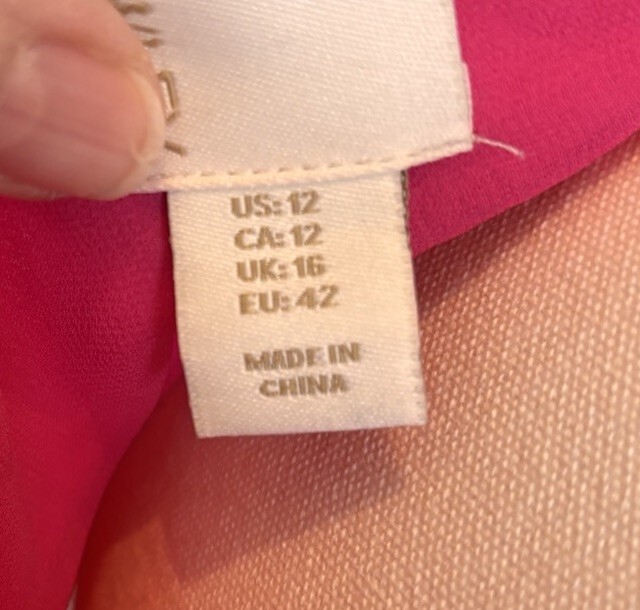 US: 12
CA: 12
UK: 16
EU: 42
MADE IN
CHINA